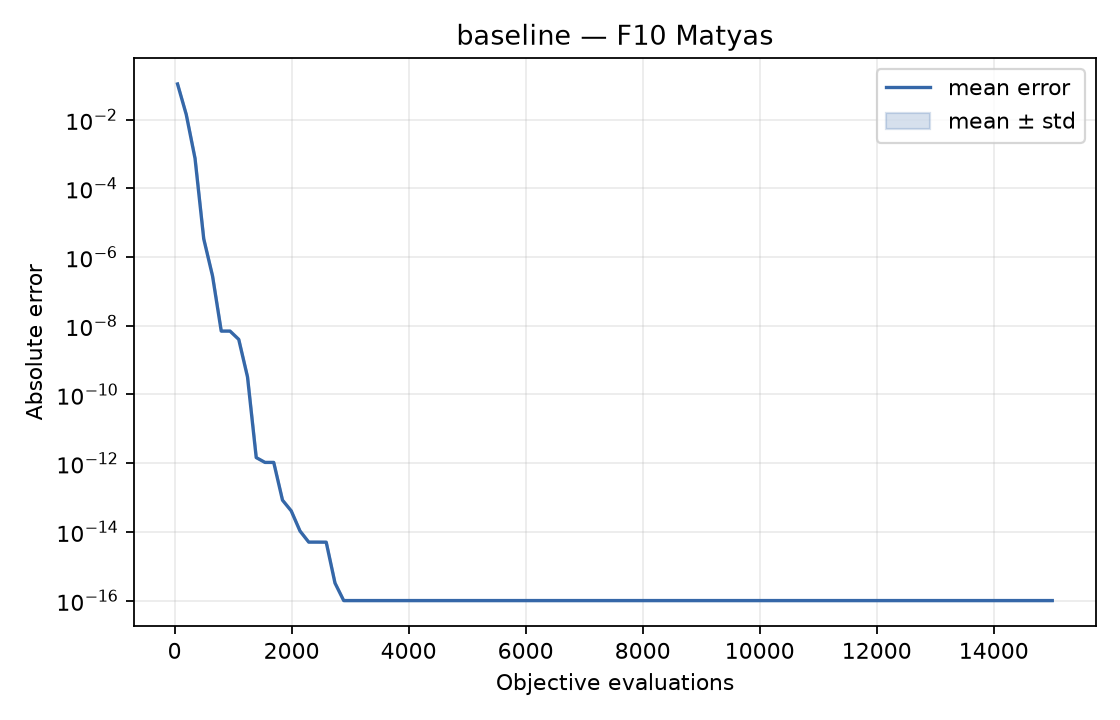 baseline — F10 Matyas
mean error
mean ± std
Absolute error
10⁻²
10⁻⁴
10⁻⁶
10⁻⁸
10⁻¹⁰
10⁻¹²
10⁻¹⁴
10⁻¹⁶
0 2000 4000 6000 8000 10000 12000 14000
Objective evaluations